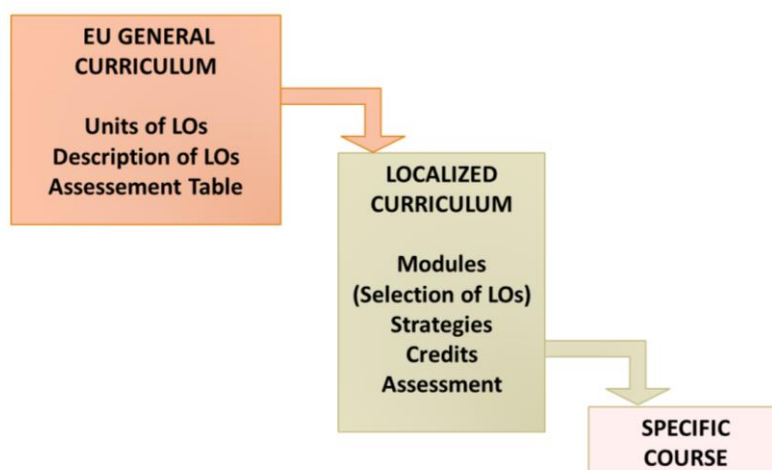 EU GENERAL
CURRICULUM
Units of LOs
Description of LOs
Assessement Table
LOCALIZED
CURRICULUM
Modules
(Selection of LOs)
Strategies
Credits
Assessment
SPECIFIC
COURSE